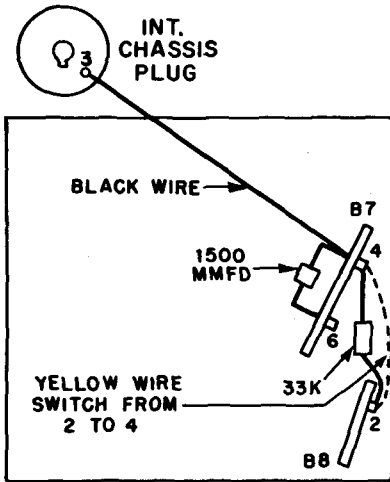 INT.
CHASSIS
PLUG
3
BLACK WIRE
B7
4
1500
MMFD
6
33K
YELLOW WIRE
SWITCH FROM
2 TO 4
2
B8